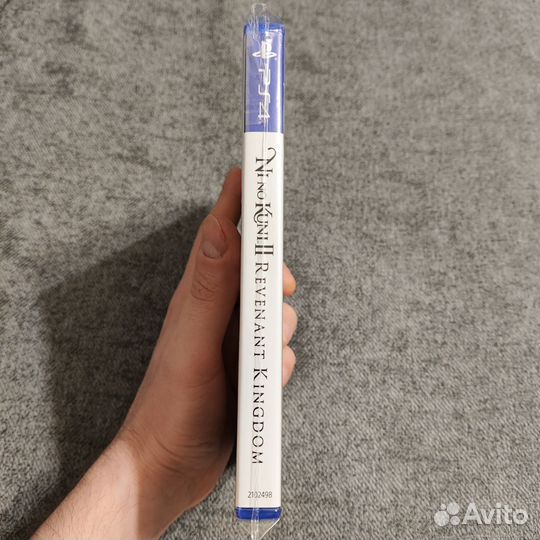 PS4
NI NO KUNI II REVENANT KINGDOM
2102498
Avito